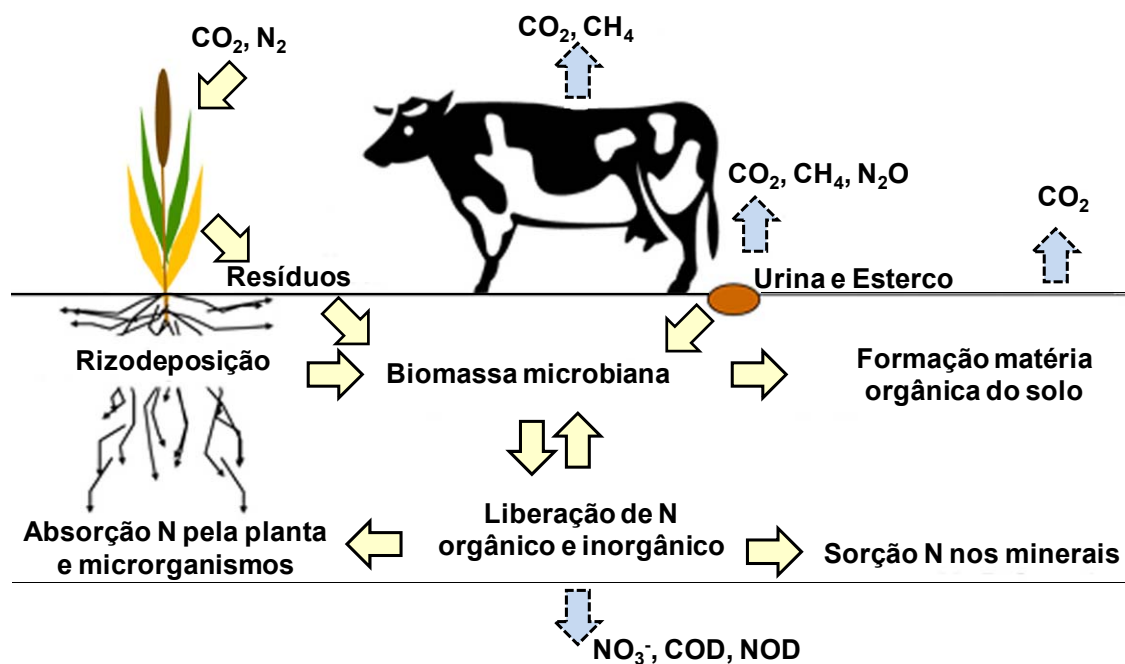 CO₂, N₂
CO₂, CH₄
CO₂, CH₄, N₂O
CO₂
Resíduos
Urina e Esterco
Rizodeposição
Biomassa microbiana
Formação matéria
orgânica do solo
Absorção N pela planta
e microrganismos
Liberação de N
orgânico e inorgânico
Sorção N nos minerais
NO₃⁻, COD, NOD